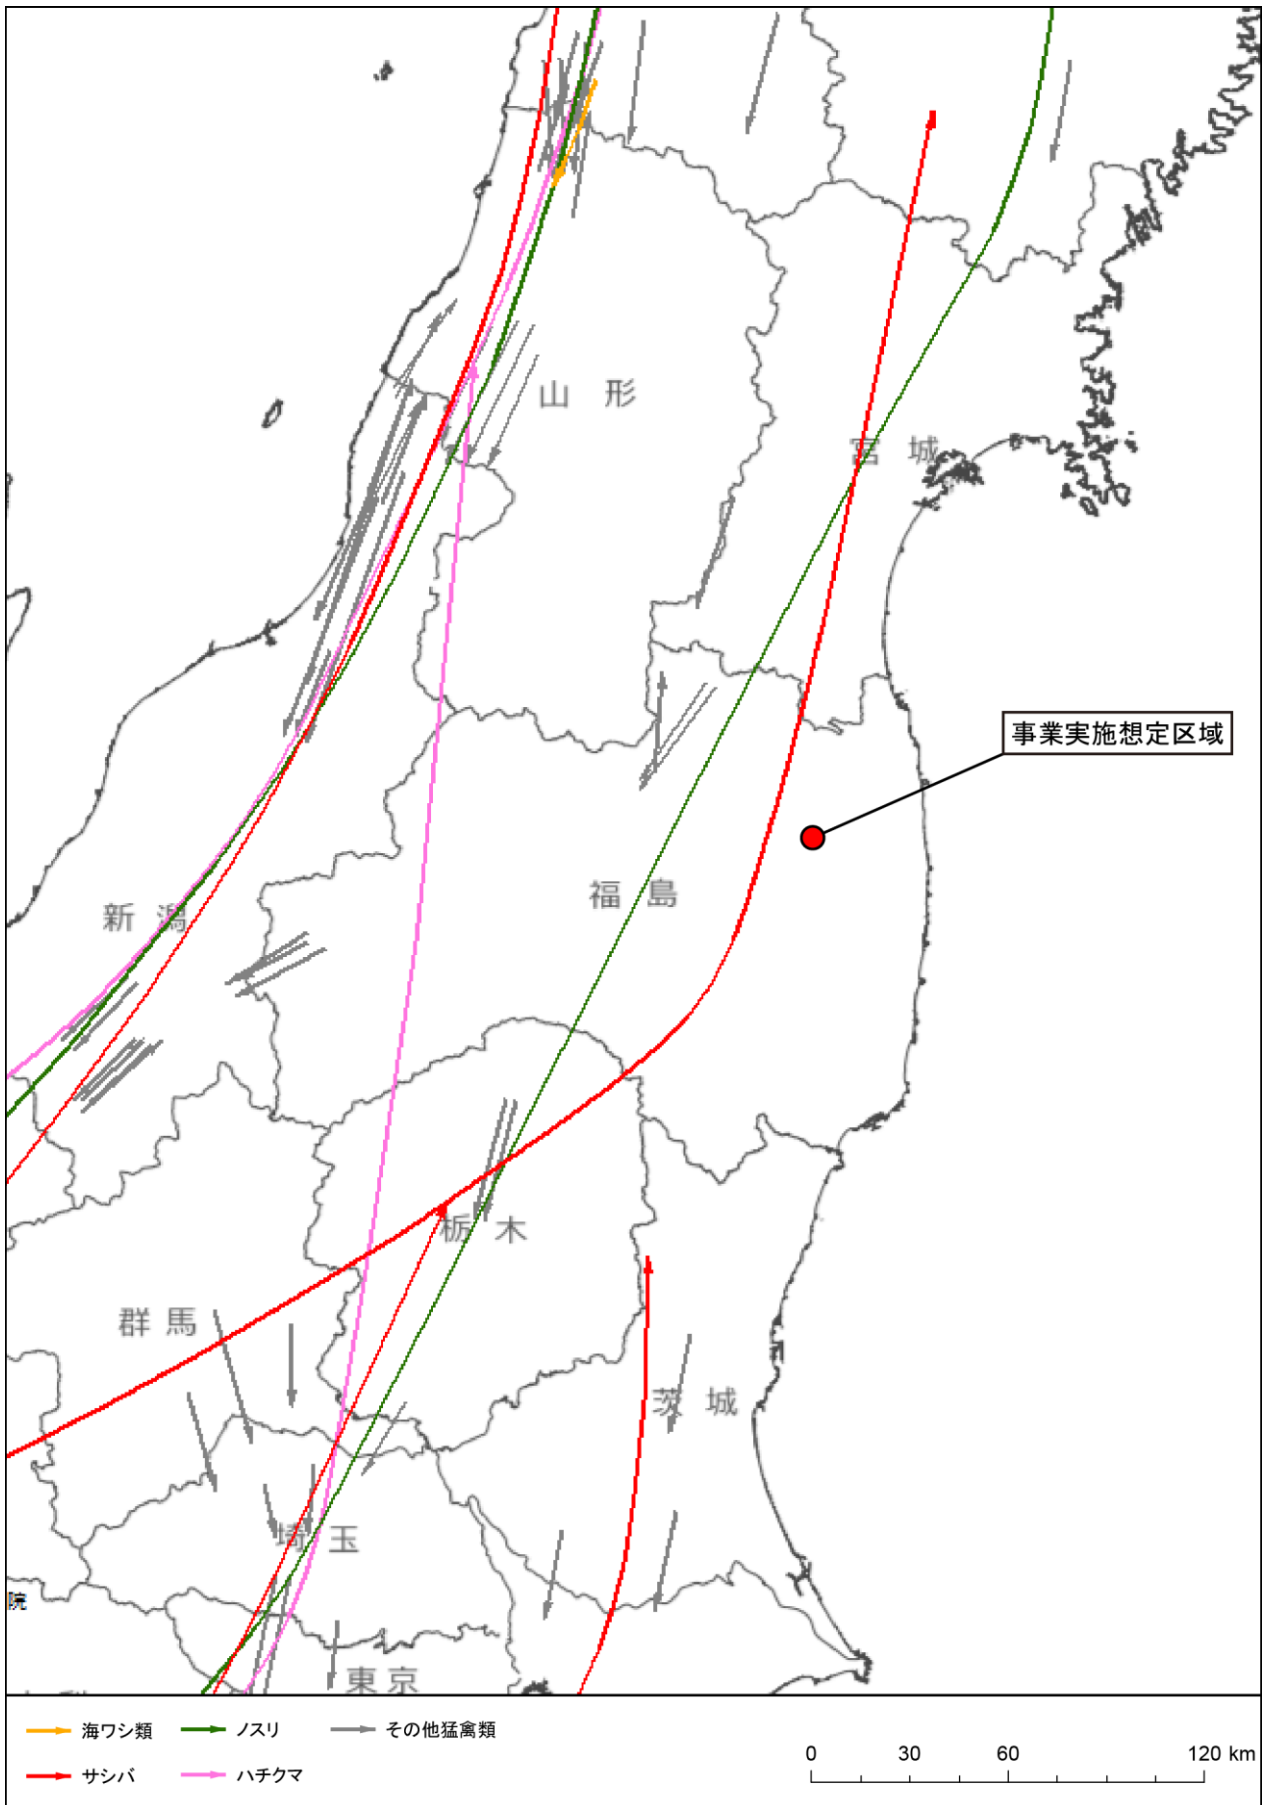 山 形
宮 城
事業実施想定区域
福 島
新 潟
栃 木
群 馬
茨 城
埼 玉
院
東 京
海ワシ類
ノスリ
その他猛禽類
サシバ
ハチクマ
0 30 60 120 km